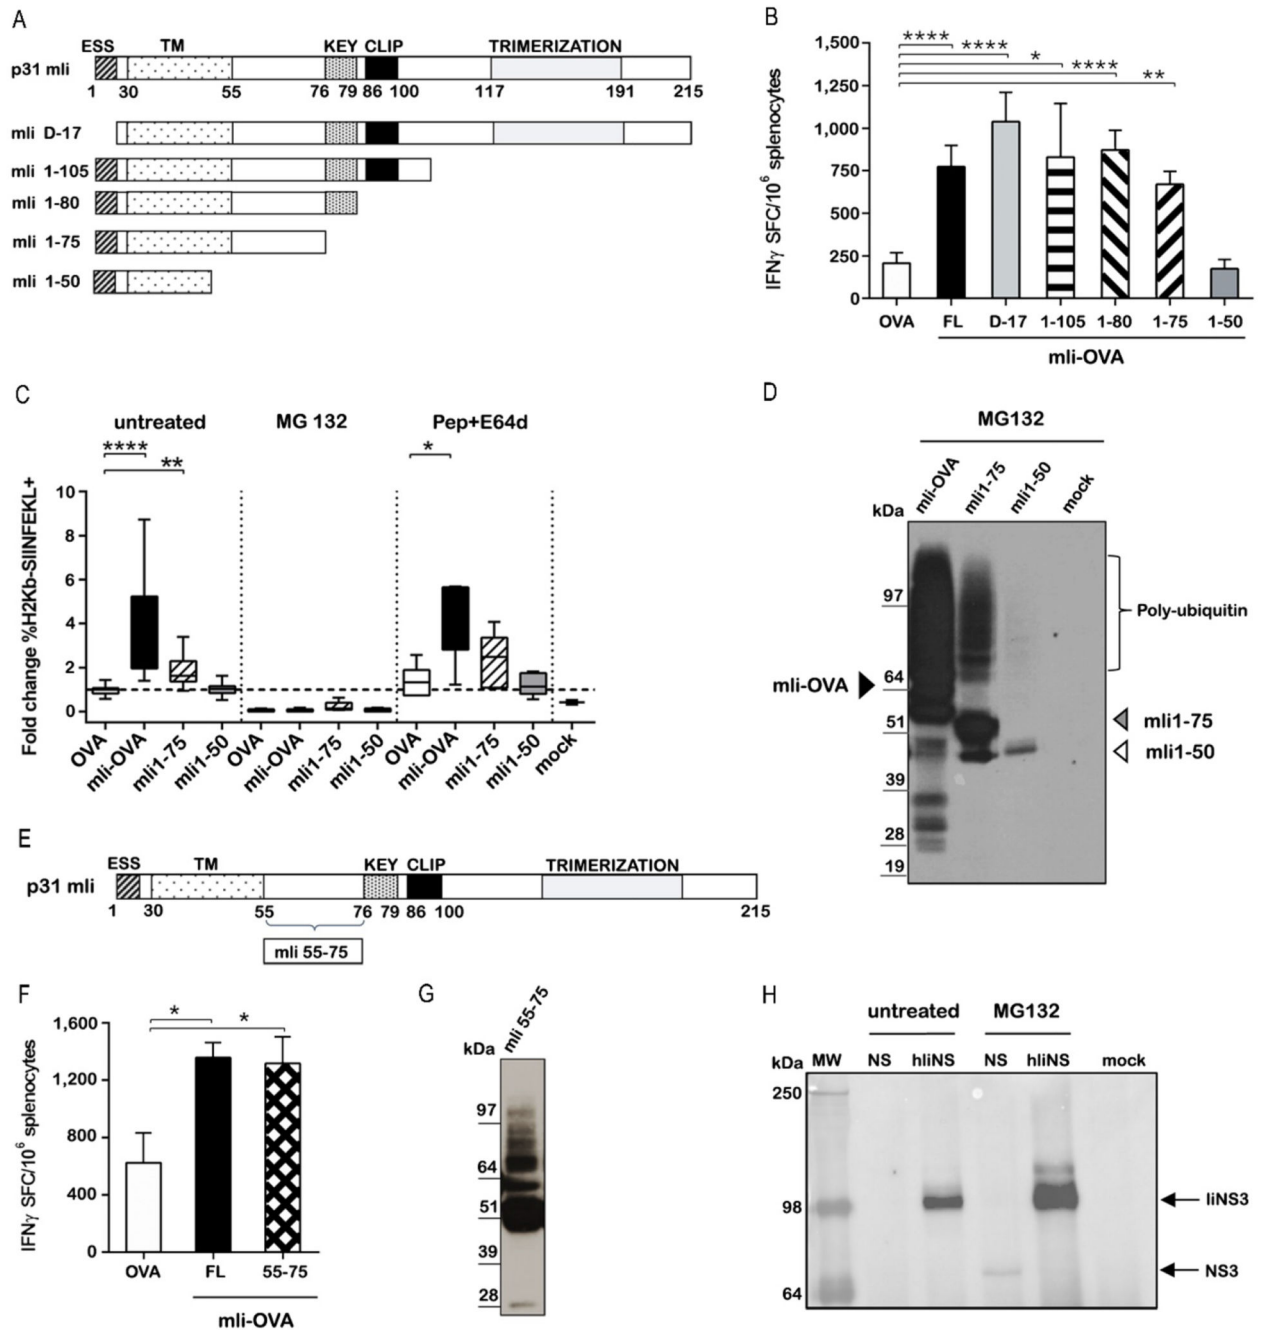 A
ESS TM KEY CLIP TRIMERIZATION
p31 mli
1 30 55 76 79 86 100 117 191 215
mli D-17
mli 1-105
mli 1-80
mli 1-75
mli 1-50
B
**** **** * **** **
IFNγ SFC/10⁶ splenocytes
1,500
1,250
1,000
750
500
250
0
OVA FL D-17 1-105 1-80 1-75 1-50
mli-OVA
C
untreated MG 132 Pep+E64d
****
**
*
Fold change %H2Kb-SIINFEKL+
10
8
6
4
2
0
OVA mli-OVA mli1-75 mli1-50 OVA mli-OVA mli1-75 mli1-50 OVA mli-OVA mli1-75 mli1-50 mock
D
MG132
mli-OVA mli1-75 mli1-50 mock
kDa
97
64
51
39
28
19
Poly-ubiquitin
mli-OVA
mli1-75
mli1-50
E
ESS TM KEY CLIP TRIMERIZATION
p31 mli
1 30 55 76 79 86 100 215
mli 55-75
F
* *
IFNγ SFC/10⁶ splenocytes
1,600
1,200
800
400
0
OVA FL 55-75
mli-OVA
G
mli 55-75
kDa
97
64
51
39
28
H
untreated MG132
kDa MW NS hliNS NS hliNS mock
250
98
64
liNS3
NS3